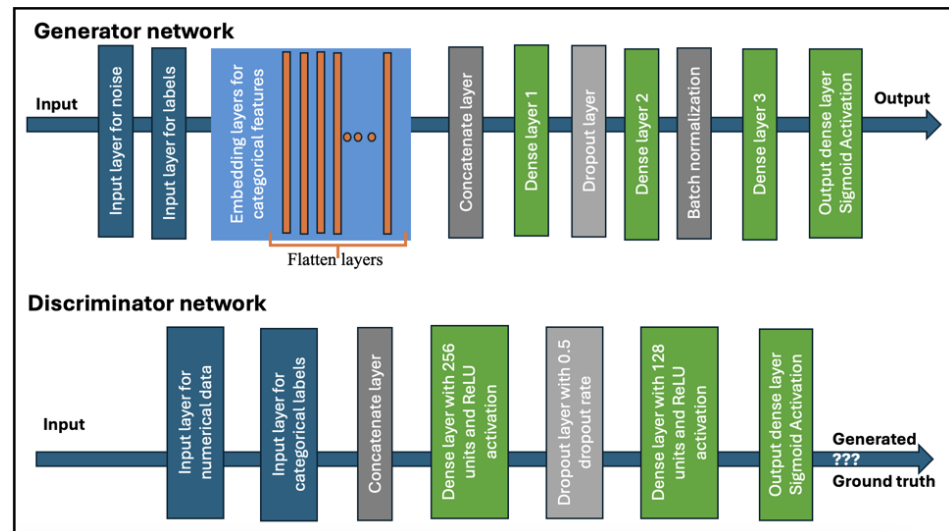 Generator network
Input
Input layer for noise
Input layer for labels
Embedding layers for
categorical features
Flatten layers
Concatenate layer
Dense layer 1
Dropout layer
Dense layer 2
Batch normalization
Dense layer 3
Output dense layer
Sigmoid Activation
Output
Discriminator network
Input
Input layer for
numerical data
Input layer for
categorical labels
Concatenate layer
Dense layer with 256
units and ReLU
activation
Dropout layer with 0.5
dropout rate
Dense layer with 128
units and ReLU
activation
Output dense layer
Sigmoid Activation
Generated
???
Ground truth